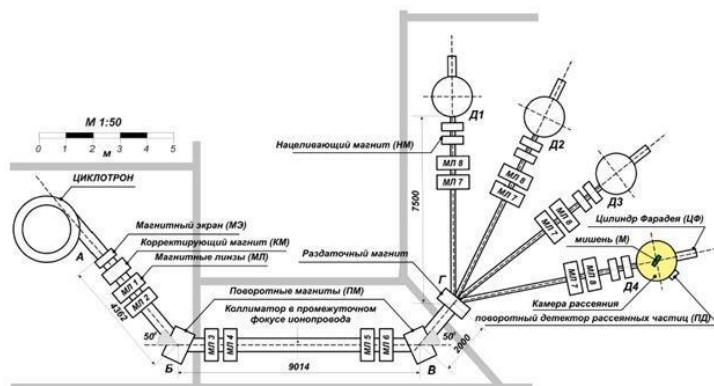 М 1:50
0 1 2 3 4 5
м
ЦИКЛОТРОН
А
Магнитный экран (МЭ)
Корректирующий магнит (КМ)
Магнитные линзы (МЛ)
МЛ 1
МЛ 2
4362
50°
Б
Поворотные магниты (ПМ)
Коллиматор в промежуточном
фокусе ионопровода
МЛ 3
МЛ 4
МЛ 5
МЛ 6
9014
В
50°
2000
Г
Раздаточный магнит
7500
Нацеливающий магнит (НМ)
Д1
МЛ 8
МЛ 7
Д2
МЛ 8
МЛ 7
Д3
МЛ 8
МЛ 7
Цилиндр Фарадея (ЦФ)
мишень (М)
Д4
МЛ 7
МЛ 8
Камера рассеяния
поворотный детектор рассеянных частиц (ПД)